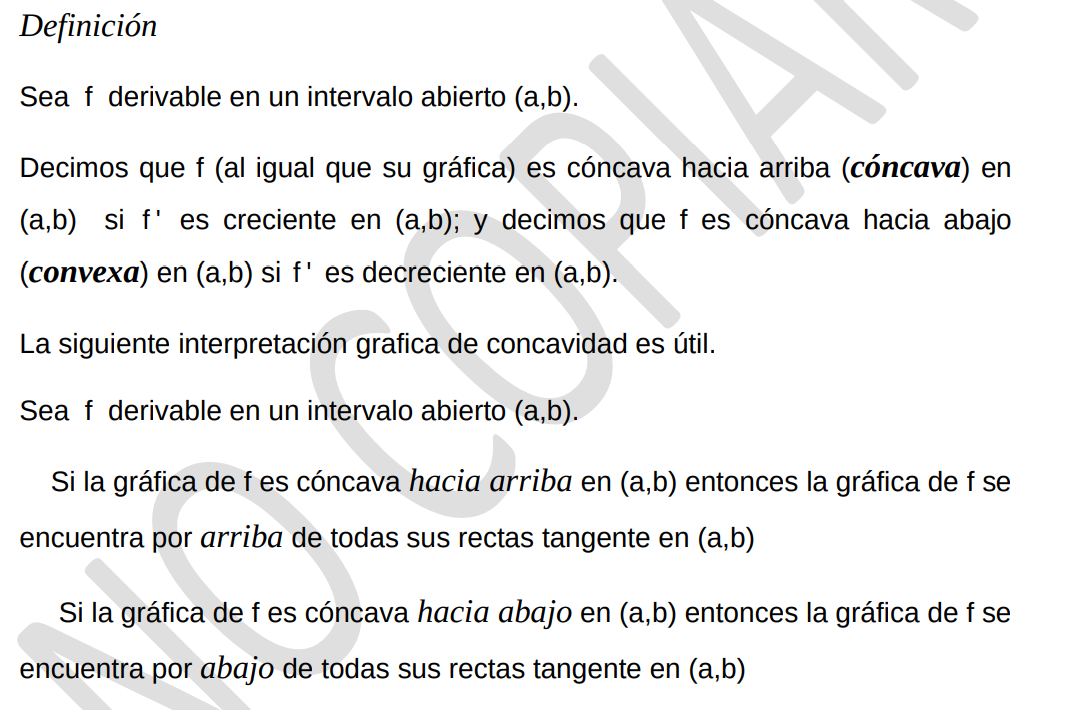 Definición
Sea f derivable en un intervalo abierto (a,b).
Decimos que f (al igual que su gráfica) es cóncava hacia arriba (cóncava) en
(a,b) si f' es creciente en (a,b); y decimos que f es cóncava hacia abajo
(convexa) en (a,b) si f' es decreciente en (a,b).
La siguiente interpretación grafica de concavidad es útil.
Sea f derivable en un intervalo abierto (a,b).
Si la gráfica de f es cóncava hacia arriba en (a,b) entonces la gráfica de f se
encuentra por arriba de todas sus rectas tangente en (a,b)
Si la gráfica de f es cóncava hacia abajo en (a,b) entonces la gráfica de f se
encuentra por abajo de todas sus rectas tangente en (a,b)
NO COPIAR